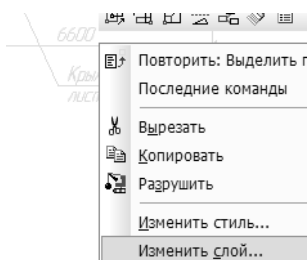 6600
Повторить: Выделить
Последние команды
Вырезать
Копировать
Разрушить
Изменить стиль...
Изменить слой...